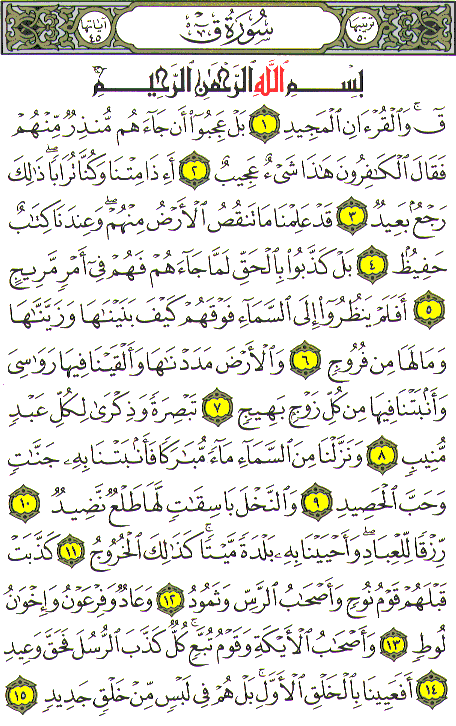 ترتيبها ٥٠ سُورَةُ قٓ آياتها ٤٥
بِسْمِ ٱللَّهِ ٱلرَّحْمَٰنِ ٱلرَّحِيمِ
قٓ ۚ وَٱلْقُرْءَانِ ٱلْمَجِيدِ ١ بَلْ عَجِبُوٓا۟ أَن جَآءَهُم مُّنذِرٌ مِّنْهُمْ
فَقَالَ ٱلْكَٰفِرُونَ هَٰذَا شَىْءٌ عَجِيبٌ ٢ أَءِذَا مِتْنَا وَكُنَّا تُرَابًا ۖ ذَٰلِكَ
رَجْعٌۢ بَعِيدٌ ٣ قَدْ عَلِمْنَا مَا تَنقُصُ ٱلْأَرْضُ مِنْهُمْ ۖ وَعِندَنَا كِتَٰبٌ
حَفِيظٌۢ ٤ بَلْ كَذَّبُوا۟ بِٱلْحَقِّ لَمَّا جَآءَهُمْ فَهُمْ فِىٓ أَمْرٍ مَّرِيجٍ
٥ أَفَلَمْ يَنظُرُوٓا۟ إِلَى ٱلسَّمَآءِ فَوْقَهُمْ كَيْفَ بَنَيْنَٰهَا وَزَيَّنَّٰهَا
وَمَا لَهَا مِن فُرُوجٍ ٦ وَٱلْأَرْضَ مَدَدْنَٰهَا وَأَلْقَيْنَا فِيهَا رَوَٰسِىَ
وَأَنۢبَتْنَا فِيهَا مِن كُلِّ زَوْجٍۭ بَهِيجٍ ٧ تَبْصِرَةً وَذِكْرَىٰ لِكُلِّ عَبْدٍ
مُّنِيبٍ ٨ وَنَزَّلْنَا مِنَ ٱلسَّمَآءِ مَآءً مُّبَٰرَكًا فَأَنۢبَتْنَا بِهِۦ جَنَّٰتٍ
وَحَبَّ ٱلْحَصِيدِ ٩ وَٱلنَّخْلَ بَاسِقَٰتٍ لَّهَا طَلْعٌ نَّضِيدٌ ١٠
رِّزْقًا لِّلْعِبَادِ ۖ وَأَحْيَيْنَا بِهِۦ بَلْدَةً مَّيْتًا ۚ كَذَٰلِكَ ٱلْخُرُوجُ ١١ كَذَّبَتْ
قَبْلَهُمْ قَوْمُ نُوحٍ وَأَصْحَٰبُ ٱلرَّسِّ وَثَمُودُ ١٢ وَعَادٌ وَفِرْعَوْنُ وَإِخْوَٰنُ
لُوطٍ ١٣ وَأَصْحَٰبُ ٱلْأَيْكَةِ وَقَوْمُ تُبَّعٍ ۚ كُلٌّ كَذَّبَ ٱلرُّسُلَ فَحَقَّ وَعِيدِ
١٤ أَفَعَيِينَا بِٱلْخَلْقِ ٱلْأَوَّلِ ۚ بَلْ هُمْ فِى لَبْسٍ مِّنْ خَلْقٍ جَدِيدٍ ١٥